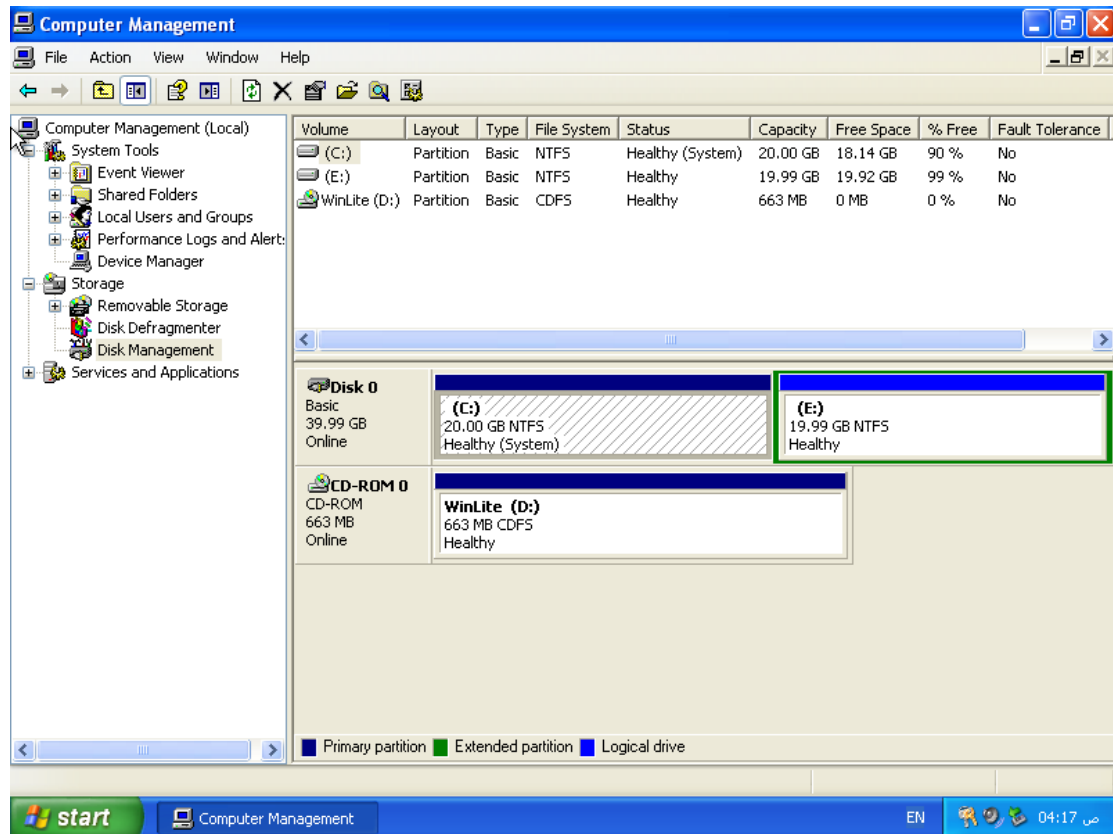 Computer Management
File Action View Window Help
Computer Management (Local)
System Tools
Event Viewer
Shared Folders
Local Users and Groups
Performance Logs and Alert:
Device Manager
Storage
Removable Storage
Disk Defragmenter
Disk Management
Services and Applications
Volume Layout Type File System Status Capacity Free Space % Free Fault Tolerance
(C:) Partition Basic NTFS Healthy (System) 20.00 GB 18.14 GB 90 % No
(E:) Partition Basic NTFS Healthy 19.99 GB 19.92 GB 99 % No
WinLite (D:) Partition Basic CDFS Healthy 663 MB 0 MB 0 % No
Disk 0
Basic
39.99 GB
Online
(C:)
20.00 GB NTFS
Healthy (System)
(E:)
19.99 GB NTFS
Healthy
CD-ROM 0
CD-ROM
663 MB
Online
WinLite (D:)
663 MB CDFS
Healthy
Primary partition Extended partition Logical drive
start Computer Management EN 04:17 ص